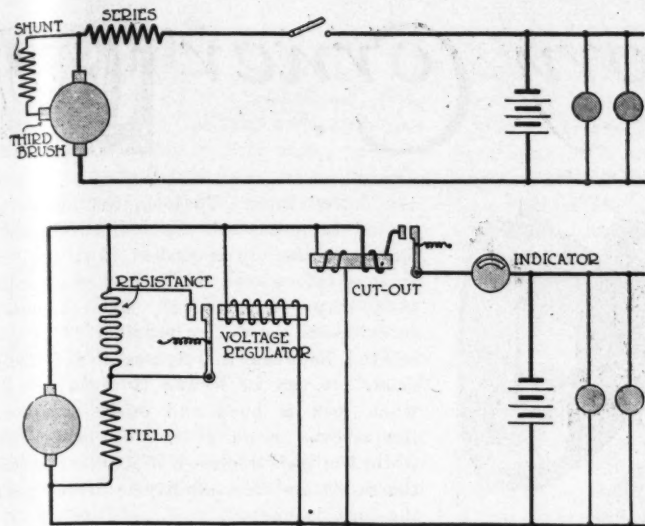 SERIES
SHUNT
THIRD
BRUSH
INDICATOR
RESISTANCE
CUT-OUT
VOLTAGE
REGULATOR
FIELD